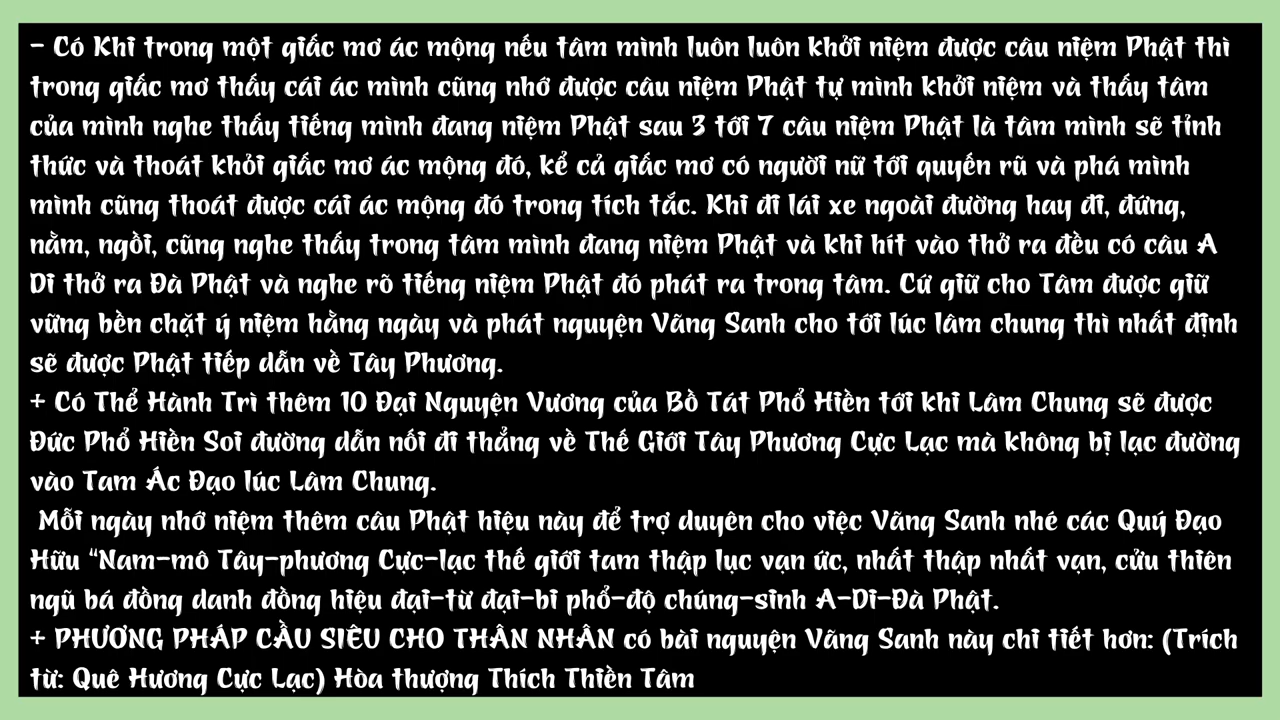 - Có Khi trong một giấc mơ ác mộng nếu tâm mình luôn luôn khởi niệm được câu niệm Phật thì
trong giấc mơ thấy cái ác mình cũng nhớ được câu niệm Phật tự mình khởi niệm và thấy tâm
của mình nghe thấy tiếng mình đang niệm Phật sau 3 tới 7 câu niệm Phật là tâm mình sẽ tỉnh
thức và thoát khỏi giấc mơ ác mộng đó, kể cả giấc mơ có người nữ tới quyến rũ và phá mình
mình cũng thoát được cái ác mộng đó trong tích tắc. Khi đi lái xe ngoài đường hay đi, đứng,
nằm, ngồi, cũng nghe thấy trong tâm mình đang niệm Phật và khi hít vào thở ra đều có câu A
Di thở ra Đà Phật và nghe rõ tiếng niệm Phật đó phát ra trong tâm. Cứ giữ cho Tâm được giữ
vững bền chặt ý niệm hằng ngày và phát nguyện Vãng Sanh cho tới lúc lâm chung thì nhất định
sẽ được Phật tiếp dẫn về Tây Phương.
+ Có Thể Hành Trì thêm 10 Đại Nguyện Vương của Bồ Tát Phổ Hiền tới khi Lâm Chung sẽ được
Đức Phổ Hiền Soi đường dẫn nối đi thẳng về Thế Giới Tây Phương Cực Lạc mà không bị lạc đường
vào Tam Ác Đạo lúc Lâm Chung.
Mỗi ngày nhớ niệm thêm câu Phật hiệu này để trợ duyên cho việc Vãng Sanh nhé các Quý Đạo
Hữu "Nam-mô Tây-phương Cực-lạc thế giới tam thập lục vạn ức, nhất thập nhất vạn, cửu thiên
ngũ bá đồng danh đồng hiệu đại-từ đại-bi phổ-độ chúng-sinh A-Di-Đà Phật.
+ PHƯƠNG PHÁP CẦU SIÊU CHO THÂN NHÂN có bài nguyện Vãng Sanh này chi tiết hơn: (Trích
từ: Quê Hương Cực Lạc) Hòa thượng Thích Thiền Tâm